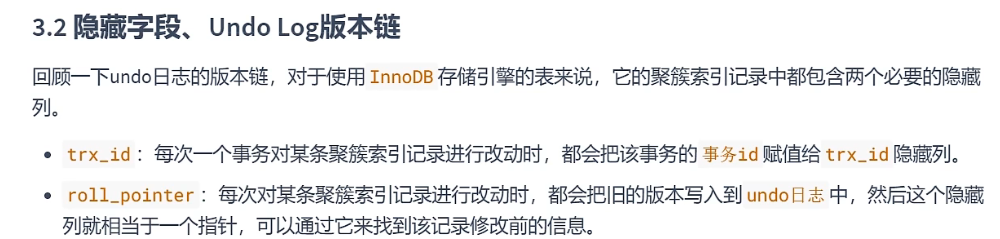 3.2 隐藏字段、Undo Log版本链
回顾一下undo日志的版本链，对于使用 InnoDB 存储引擎的表来说，它的聚簇索引记录中都包含两个必要的隐藏
列。
• trx_id ：每次一个事务对某条聚簇索引记录进行改动时，都会把该事务的 事务id 赋值给 trx_id 隐藏列。
• roll_pointer ：每次对某条聚簇索引记录进行改动时，都会把旧的版本写入到 undo日志 中，然后这个隐藏
列就相当于一个指针，可以通过它来找到该记录修改前的信息。